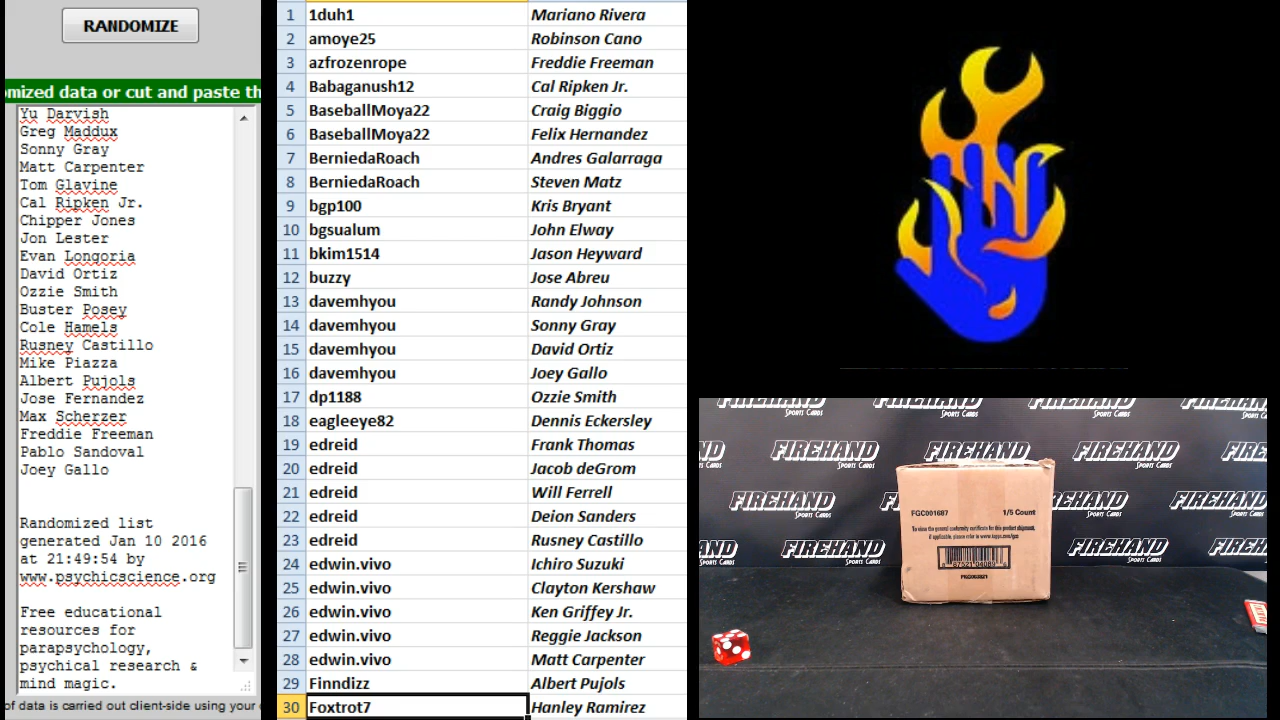 RANDOMIZE
omized data or cut and paste th
Yu Darvish
Greg Maddux
Sonny Gray
Matt Carpenter
Tom Glavine
Cal Ripken Jr.
Chipper Jones
Jon Lester
Evan Longoria
David Ortiz
Ozzie Smith
Buster Posey
Cole Hamels
Rusney Castillo
Mike Piazza
Albert Pujols
Jose Fernandez
Max Scherzer
Freddie Freeman
Pablo Sandoval
Joey Gallo
Randomized list
generated Jan 10 2016
at 21:49:54 by
www.psychicscience.org
Free educational
resources for
parapsychology,
psychical research &
mind magic.
of data is carried out client-side using your
1 1duh1 Mariano Rivera
2 amoye25 Robinson Cano
3 azfrozenrope Freddie Freeman
4 Babaganush12 Cal Ripken Jr.
5 BaseballMoya22 Craig Biggio
6 BaseballMoya22 Felix Hernandez
7 BerniedaRoach Andres Galarraga
8 BerniedaRoach Steven Matz
9 bgp100 Kris Bryant
10 bgsualum John Elway
11 bkim1514 Jason Heyward
12 buzzy Jose Abreu
13 davemhyou Randy Johnson
14 davemhyou Sonny Gray
15 davemhyou David Ortiz
16 davemhyou Joey Gallo
17 dp1188 Ozzie Smith
18 eagleeye82 Dennis Eckersley
19 edreid Frank Thomas
20 edreid Jacob deGrom
21 edreid Will Ferrell
22 edreid Deion Sanders
23 edreid Rusney Castillo
24 edwin.vivo Ichiro Suzuki
25 edwin.vivo Clayton Kershaw
26 edwin.vivo Ken Griffey Jr.
27 edwin.vivo Reggie Jackson
28 edwin.vivo Matt Carpenter
29 Finndizz Albert Pujols
30 Foxtrot7 Hanley Ramirez
FIREHAND
SPORTS CARDS
FGC001687 1/5 Count